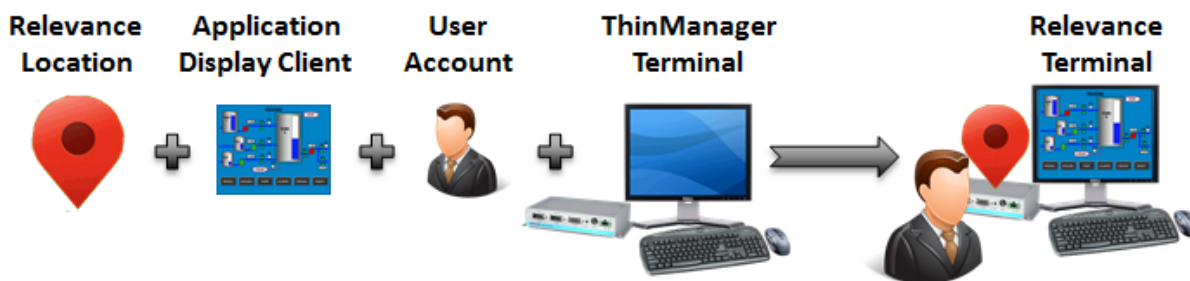 Relevance
Location
Application
Display Client
User
Account
ThinManager
Terminal
Relevance
Terminal